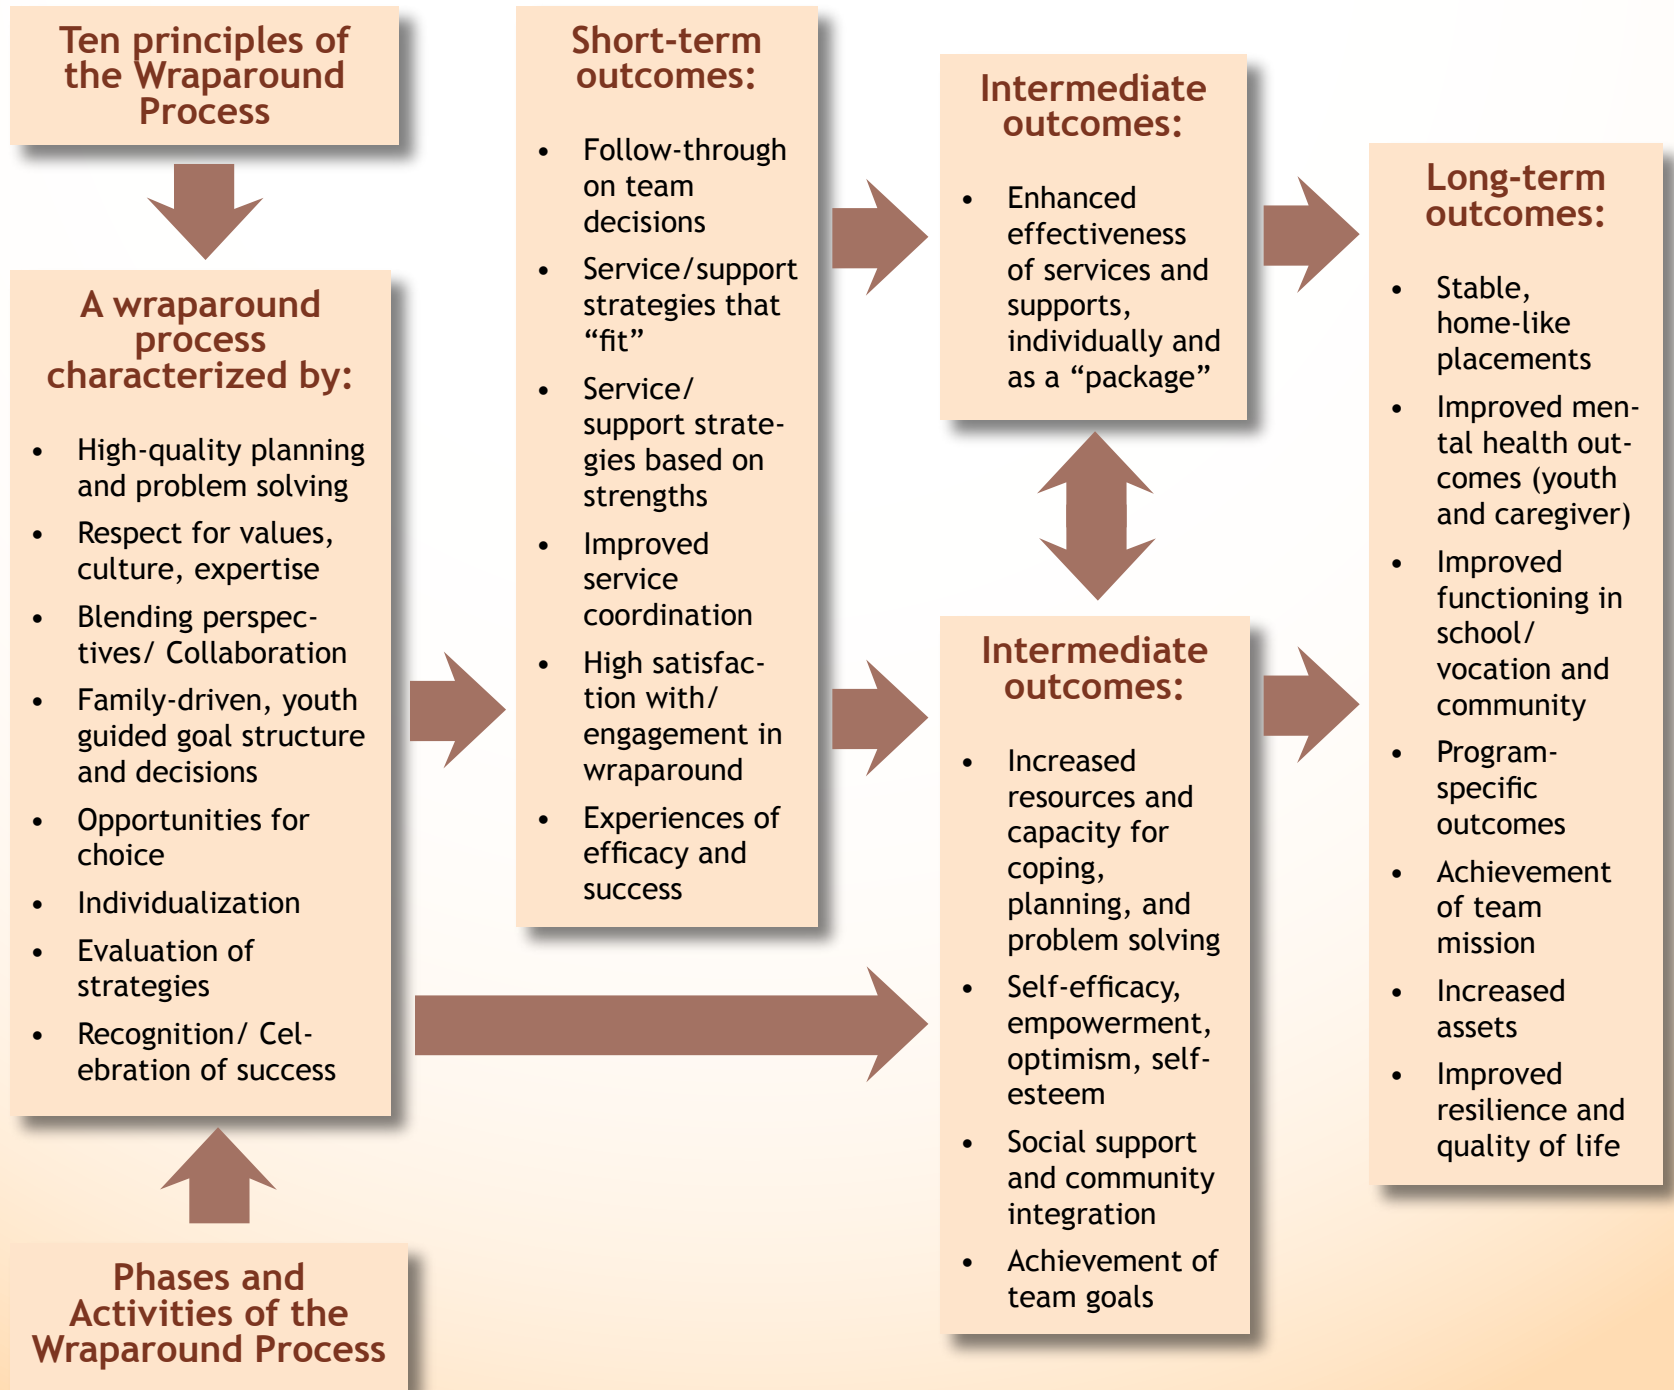 Ten principles of
the Wraparound
Process
A wraparound
process
characterized by:
• High-quality planning
and problem solving
• Respect for values,
culture, expertise
• Blending perspec-
tives/ Collaboration
• Family-driven, youth
guided goal structure
and decisions
• Opportunities for
choice
• Individualization
• Evaluation of
strategies
• Recognition/ Cel-
ebration of success
Phases and
Activities of the
Wraparound Process
Short-term
outcomes:
• Follow-through
on team
decisions
• Service/support
strategies that
“fit”
• Service/
support strate-
gies based on
strengths
• Improved
service
coordination
• High satisfac-
tion with/
engagement in
wraparound
• Experiences of
efficacy and
success
Intermediate
outcomes:
• Enhanced
effectiveness
of services and
supports,
individually and
as a “package”
Intermediate
outcomes:
• Increased
resources and
capacity for
coping,
planning, and
problem solving
• Self-efficacy,
empowerment,
optimism, self-
esteem
• Social support
and community
integration
• Achievement of
team goals
Long-term
outcomes:
• Stable,
home-like
placements
• Improved men-
tal health out-
comes (youth
and caregiver)
• Improved
functioning in
school/
vocation and
community
• Program-
specific
outcomes
• Achievement
of team
mission
• Increased
assets
• Improved
resilience and
quality of life